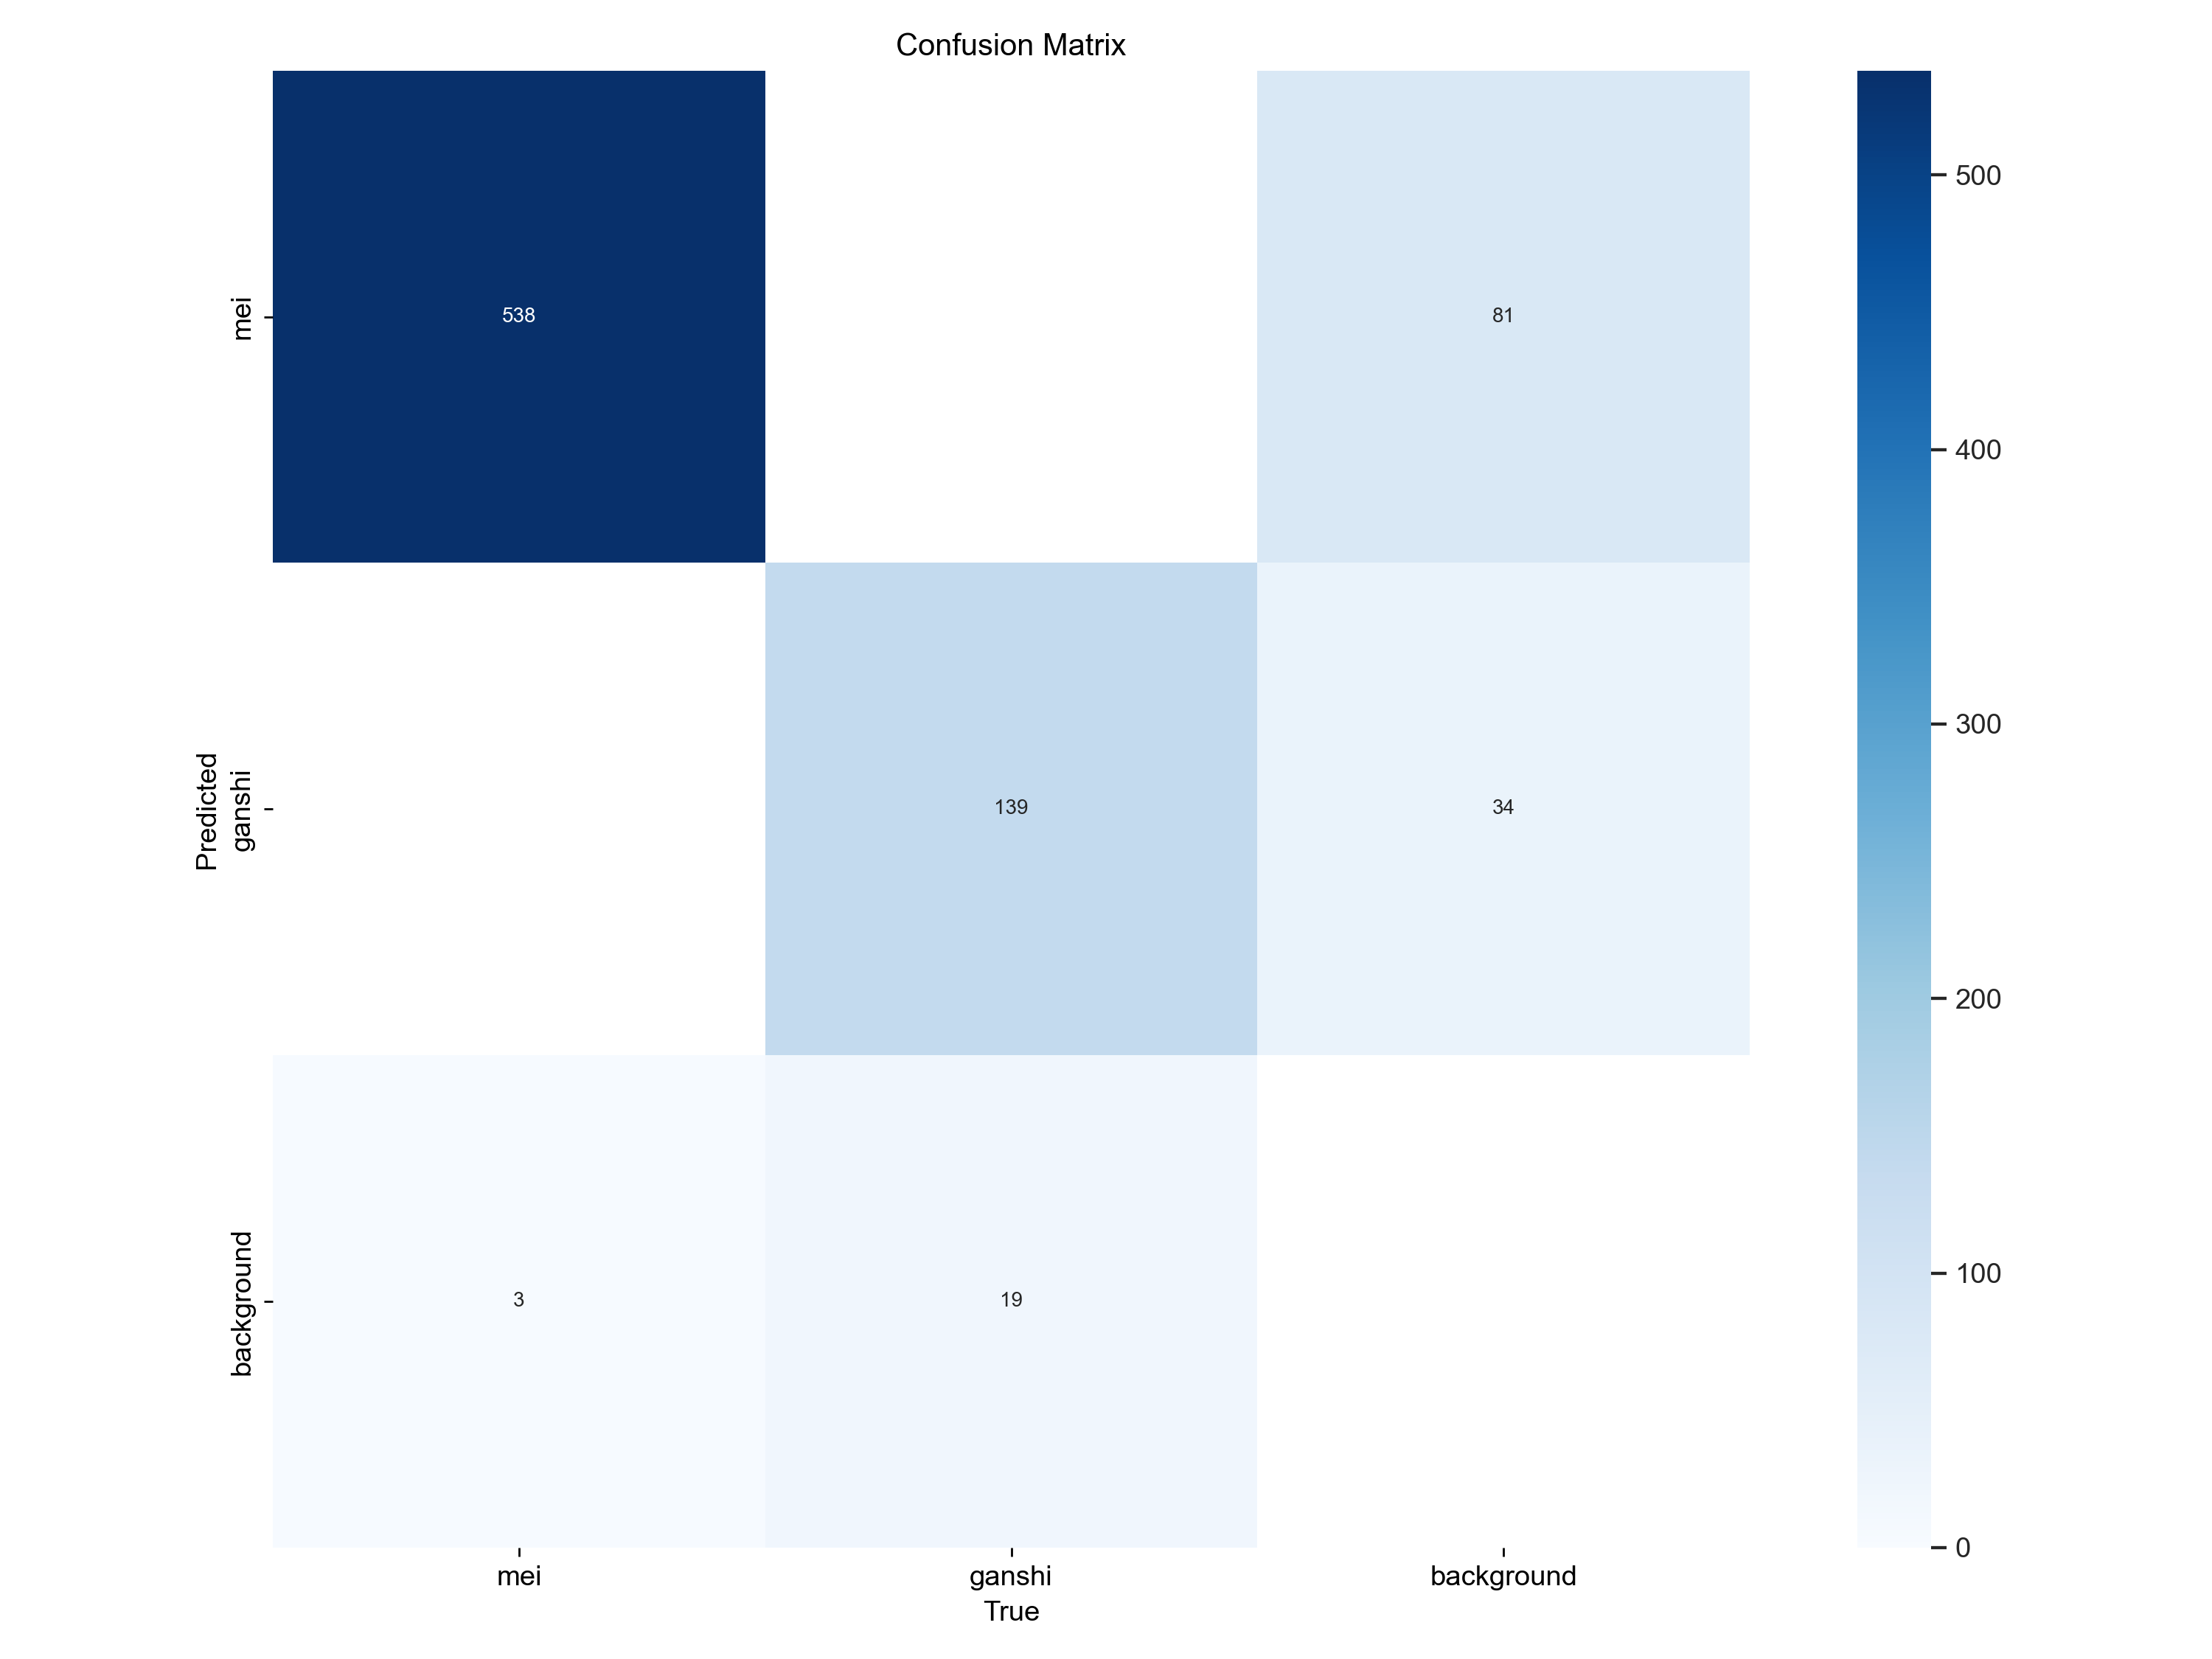 Confusion Matrix
mei
538
81
500
400
300
200
100
0
Predicted
ganshi
139
34
background
3
19
mei
ganshi
background
True